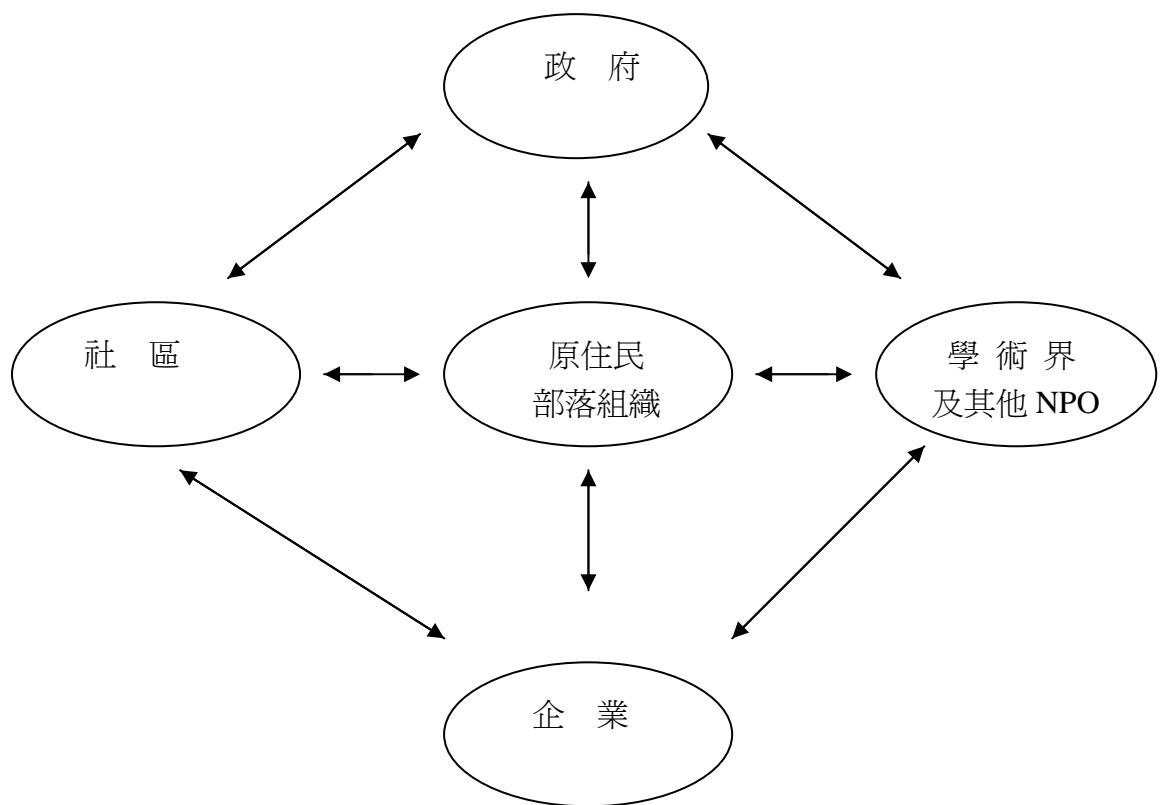 政 府
社 區
原住民
部落組織
學 術 界
及其他 NPO
企 業